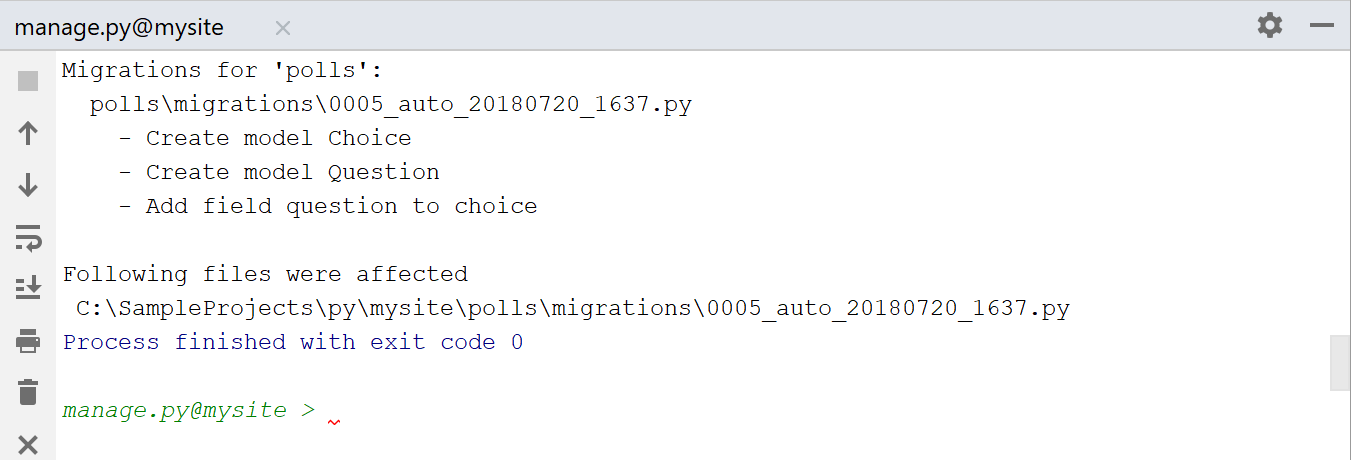 manage.py@mysite
Migrations for 'polls':
  polls\migrations\0005_auto_20180720_1637.py
    - Create model Choice
    - Create model Question
    - Add field question to choice
Following files were affected
 C:\SampleProjects\py\mysite\polls\migrations\0005_auto_20180720_1637.py
Process finished with exit code 0
manage.py@mysite >